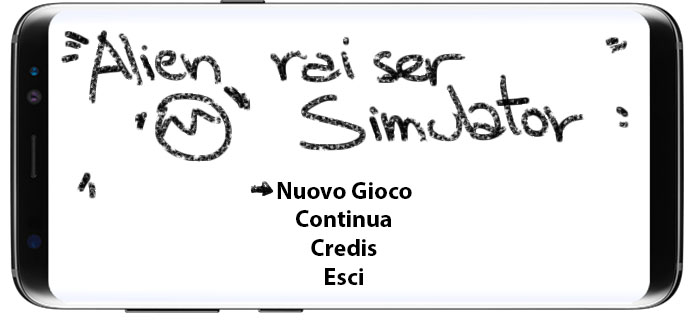 Alien raiser
Simulator
Nuovo Gioco
Continua
Credis
Esci